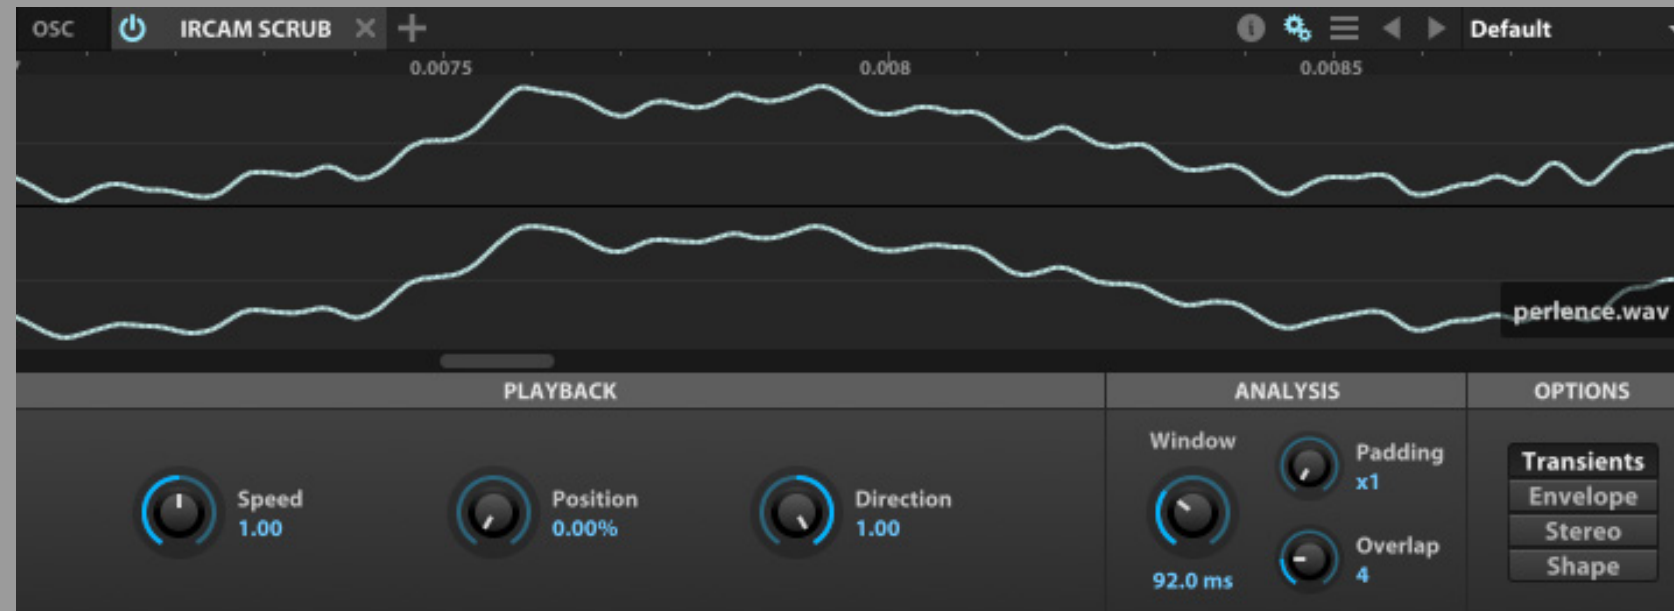 OSC IRCAM SCRUB Default
0.0075 0.008 0.0085
perlence.wav
PLAYBACK ANALYSIS OPTIONS
Window
Padding
x1
Transients
Speed
1.00
Position
0.00%
Direction
1.00
Envelope
Stereo
Overlap
4
Shape
92.0 ms